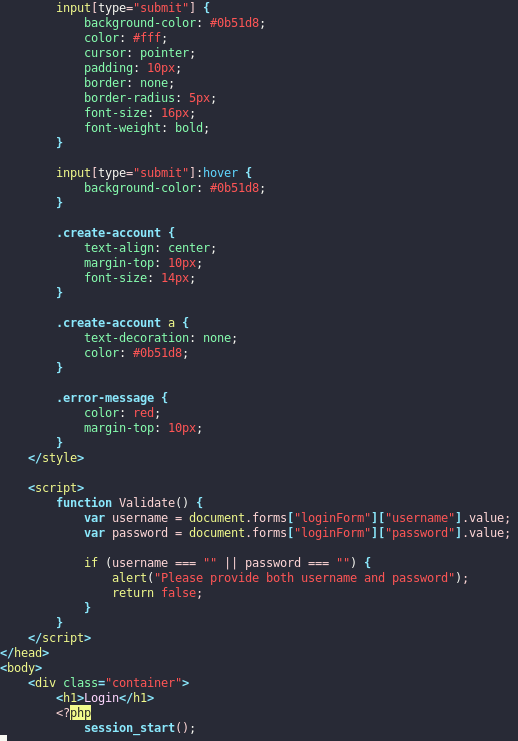 input[type="submit"] {
background-color: #0b51d8;
color: #fff;
cursor: pointer;
padding: 10px;
border: none;
border-radius: 5px;
font-size: 16px;
font-weight: bold;
}
input[type="submit"]:hover {
background-color: #0b51d8;
}
.create-account {
text-align: center;
margin-top: 10px;
font-size: 14px;
}
.create-account a {
text-decoration: none;
color: #0b51d8;
}
.error-message {
color: red;
margin-top: 10px;
}
</style>
<script>
function Validate() {
var username = document.forms["loginForm"]["username"].value;
var password = document.forms["loginForm"]["password"].value;
if (username === "" || password === "") {
alert("Please provide both username and password");
return false;
}
}
</script>
</head>
<body>
<div class="container">
<h1>Login</h1>
<?php
session_start();